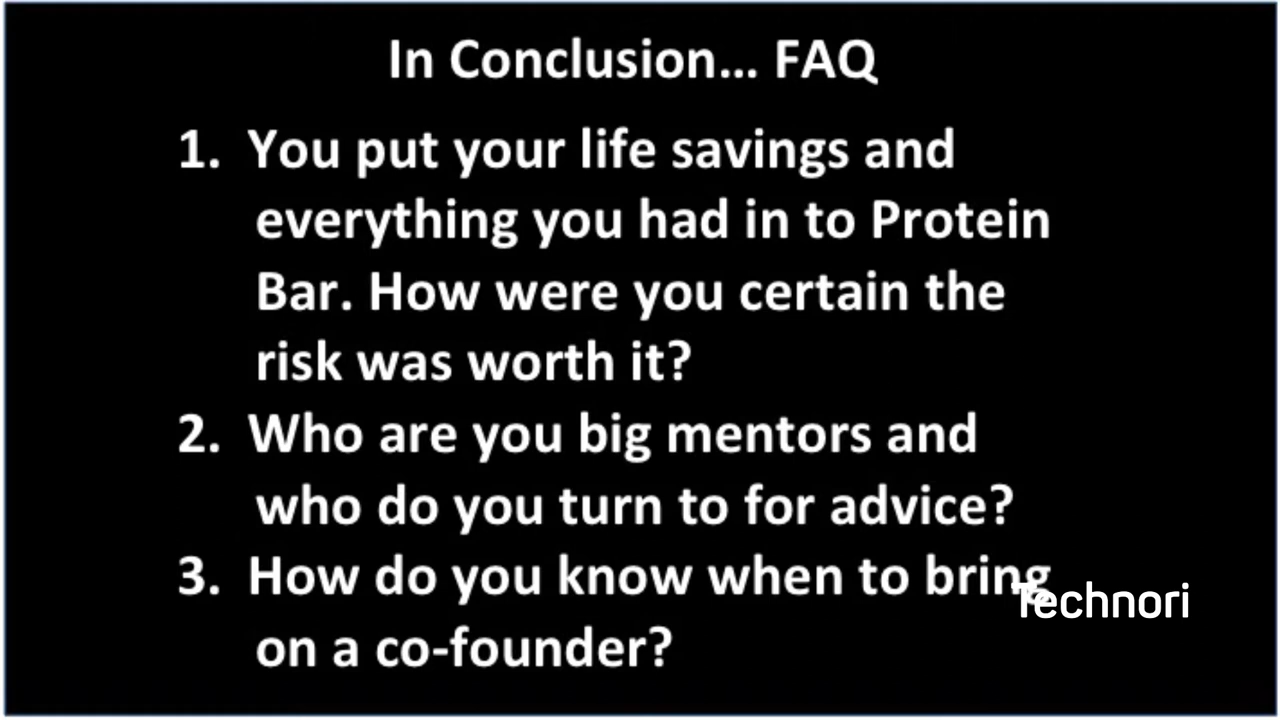 In Conclusion... FAQ
1. You put your life savings and
everything you had in to Protein
Bar. How were you certain the
risk was worth it?
2. Who are you big mentors and
who do you turn to for advice?
3. How do you know when to bring
Technori
on a co-founder?